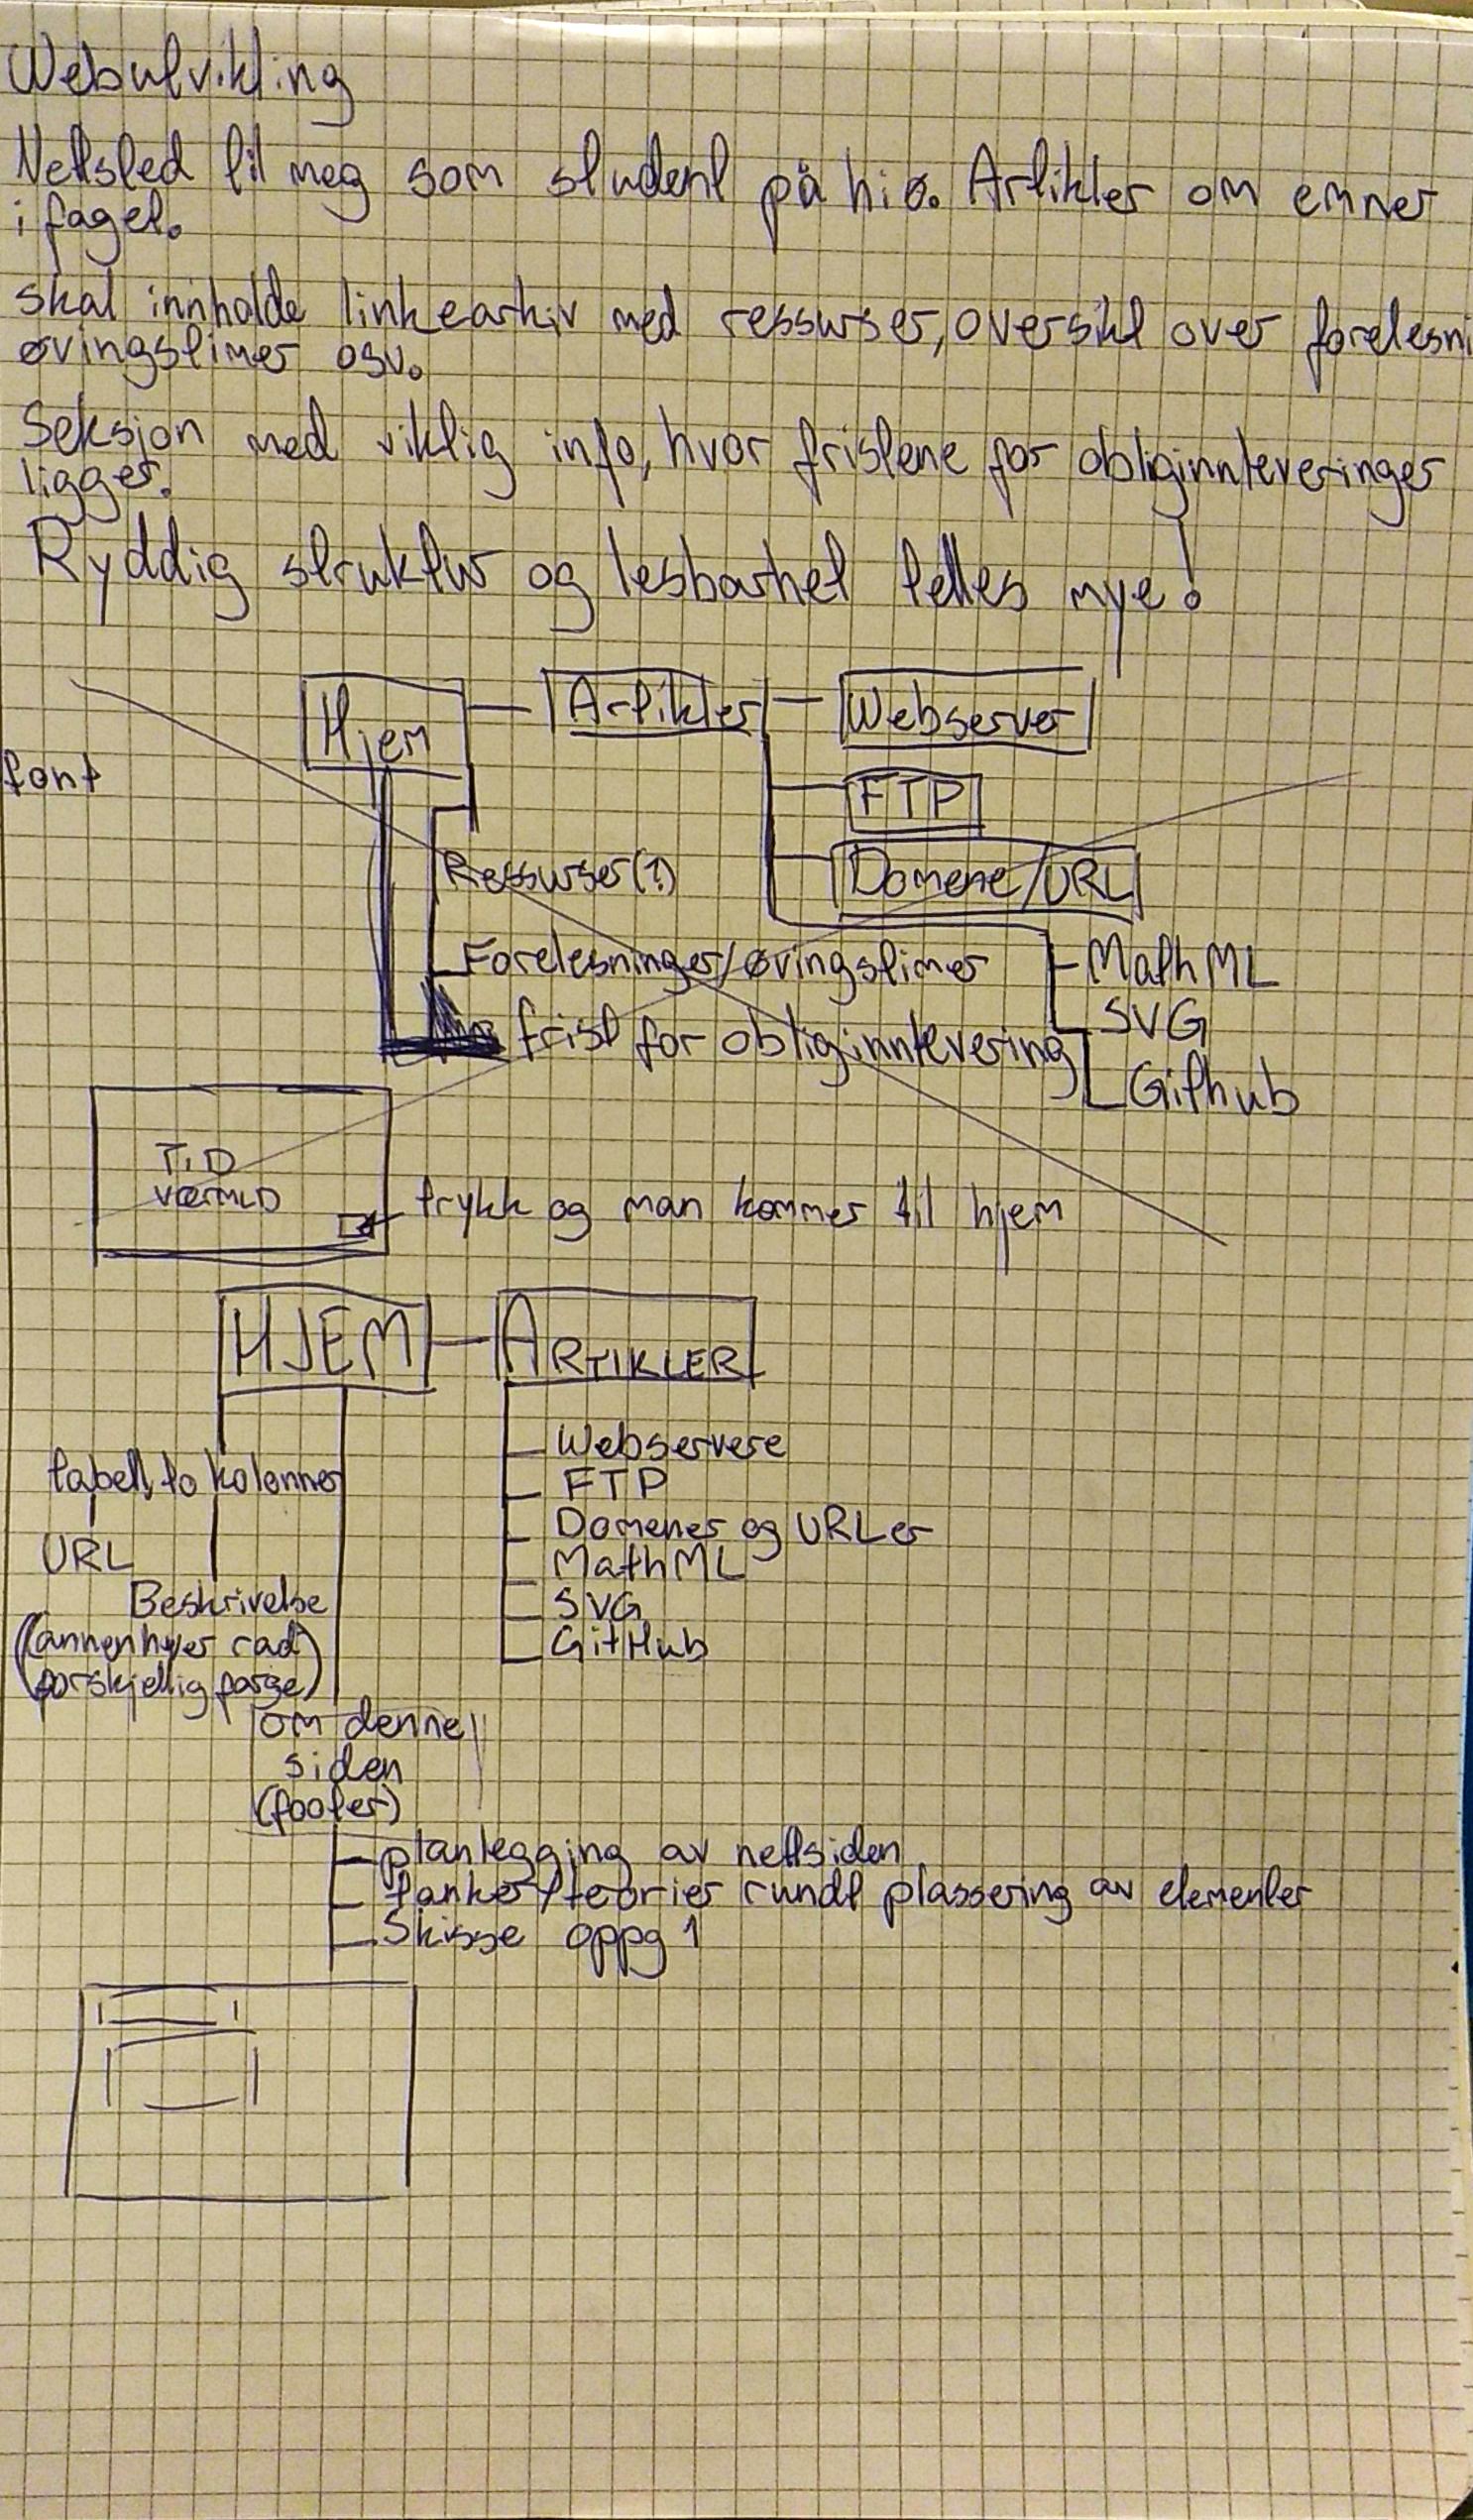 Webutvikling
Nettsted til meg som student på hiø. Artikler om emner
i faget.
skal innholde linkearkiv med ressurser, oversikt over forelesni
øvingstimer osv.
Seksjon med viktig info, hvor fristene for obliginnleveringer
ligger.
Ryddig struktur og lesbarhet telles mye!
Hjem Artikler Webserver
font
FTP
Ressurser(?) Domene/URL
Forelesninger/øvingstimer MathML
frist for obliginnlevering SVG
Github
TID
VÆRMLD
trykk og man kommer til hjem
HJEM ARTIKLER
Webservere
tabell, to kolonner FTP
Domener og URLer
URL MathML
Beskrivelse SVG
(annenhver rad GitHub
forskjellig farge)
om denne
siden
(footer)
planlegging av nettsiden
tanker/teorier rundt plassering av elementer
Skisse oppg 1